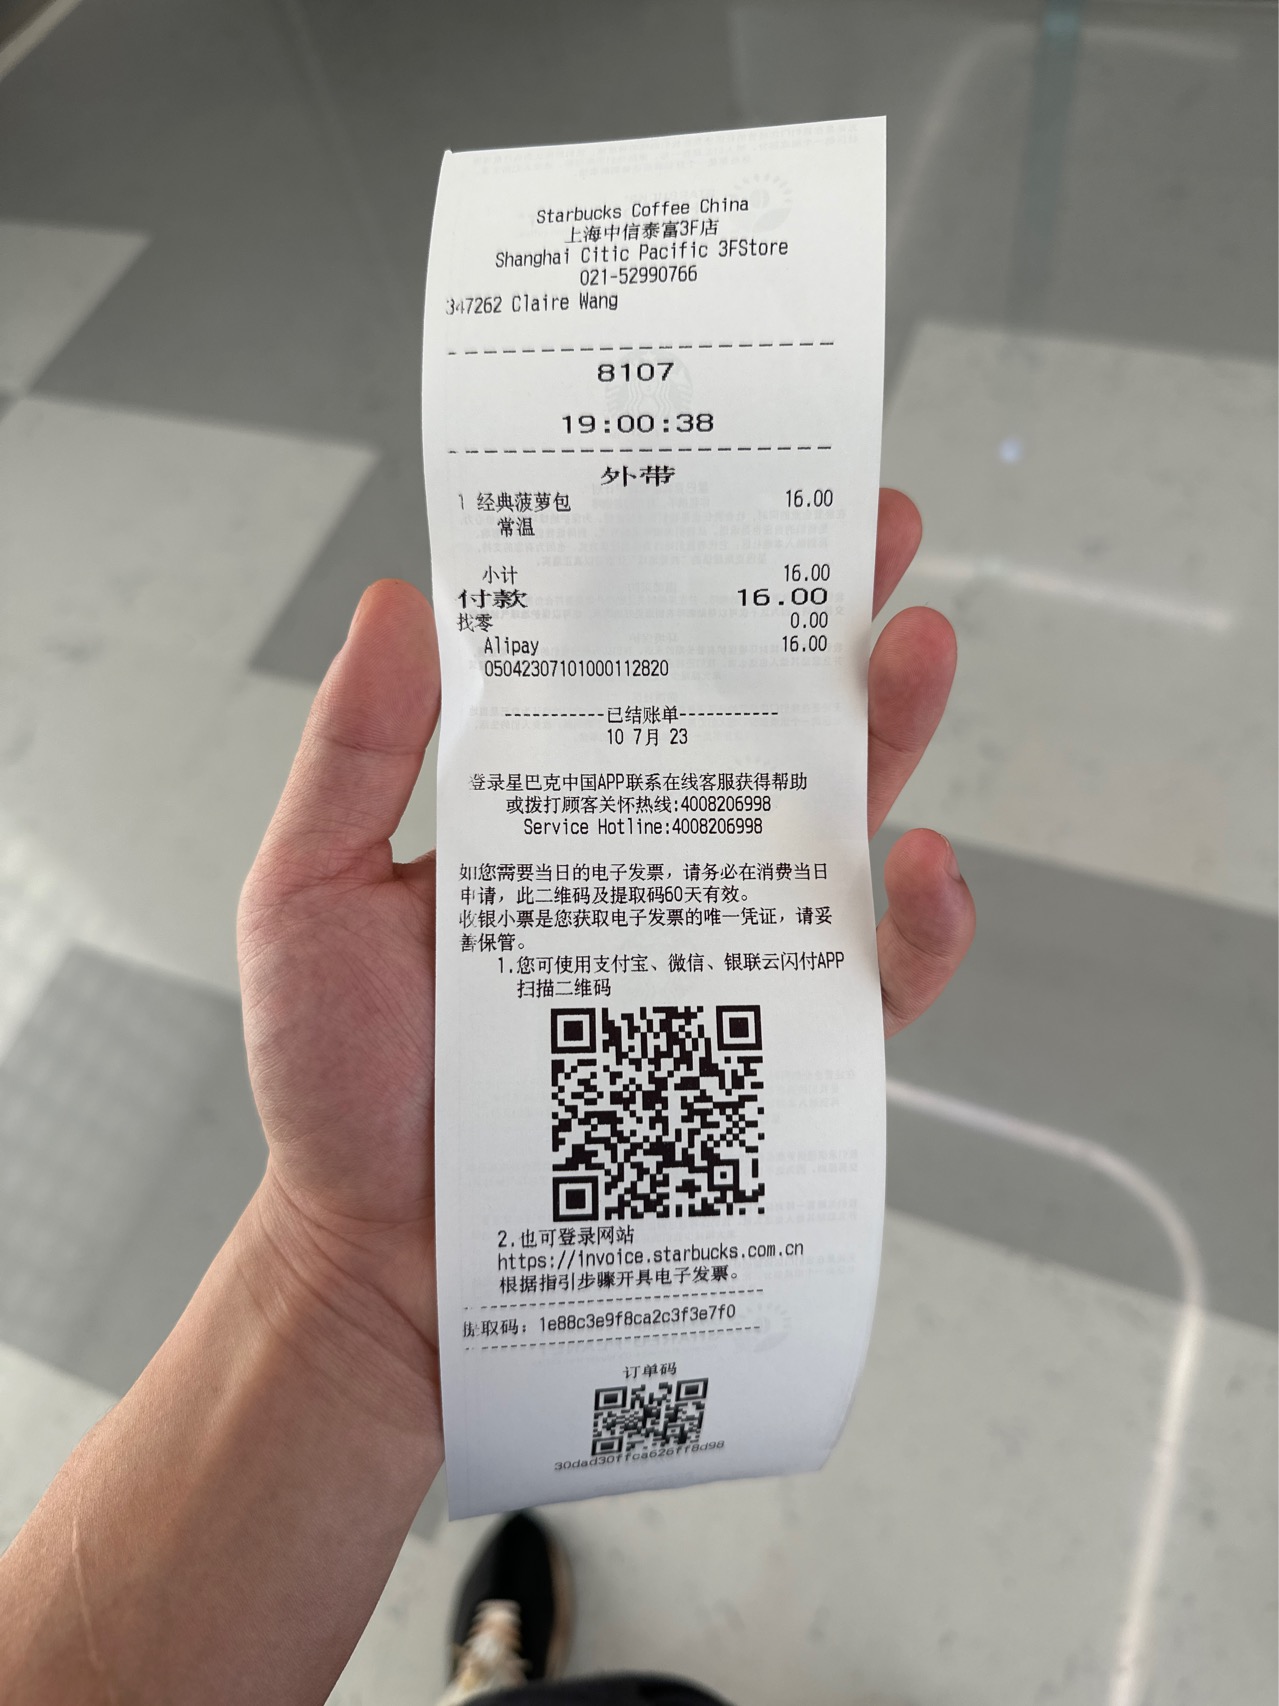 Starbucks Coffee China
上海中信泰富3F店
Shanghai Citic Pacific 3FStore
021-52990766
347262 Claire Wang
8107
19:00:38
外带
1 经典菠萝包 16.00
常温
小计 16.00
付款 16.00
找零 0.00
Alipay 16.00
05042307101000112820
-----------已结账单-----------
10 7月 23
登录星巴克中国APP联系在线客服获得帮助
或拨打顾客关怀热线:4008206998
Service Hotline:4008206998
如您需要当日的电子发票，请务必在消费当日
申请，此二维码及提取码60天有效。
收银小票是您获取电子发票的唯一凭证，请妥
善保管。
1.您可使用支付宝、微信、银联云闪付APP
扫描二维码
2.也可登录网站
https://invoice.starbucks.com.cn
根据指引步骤开具电子发票。
提取码：1e88c3e9f8ca2c3f3e7f0
订单码
30dad30ffca626ff8d98